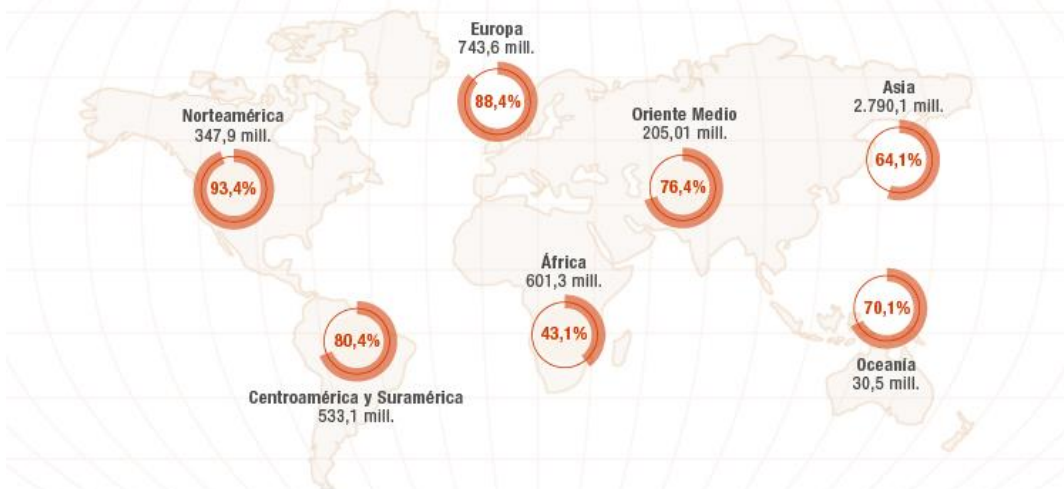 Europa
743,6 mill.
88,4%
Norteamérica
347,9 mill.
93,4%
Oriente Medio
205,01 mill.
76,4%
Asia
2.790,1 mill.
64,1%
África
601,3 mill.
43,1%
80,4%
Centroamérica y Suramérica
533,1 mill.
70,1%
Oceanía
30,5 mill.